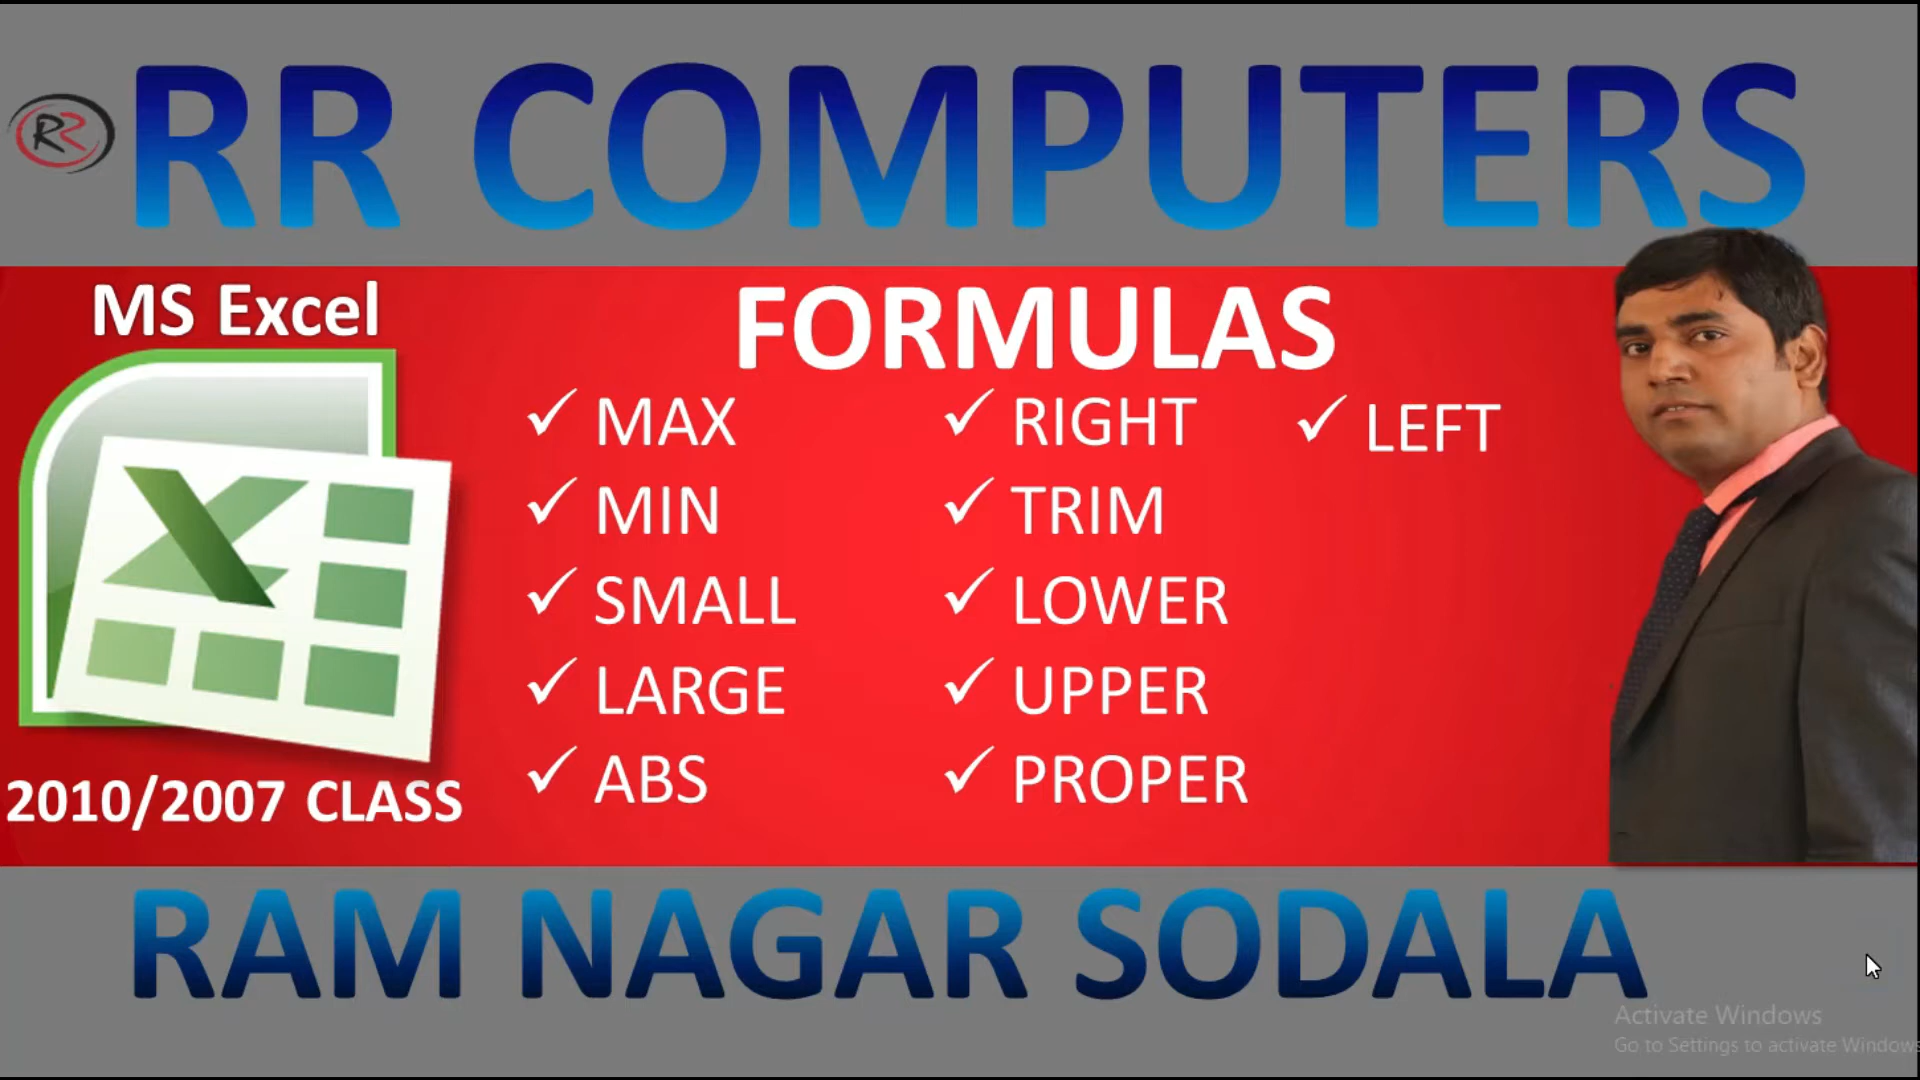 RR COMPUTERS
RR
MS Excel
2010/2007 CLASS
FORMULAS
✓ MAX
✓ MIN
✓ SMALL
✓ LARGE
✓ ABS
✓ RIGHT
✓ TRIM
✓ LOWER
✓ UPPER
✓ PROPER
✓ LEFT
RAM NAGAR SODALA
Activate Windows
Go to Settings to activate Windows